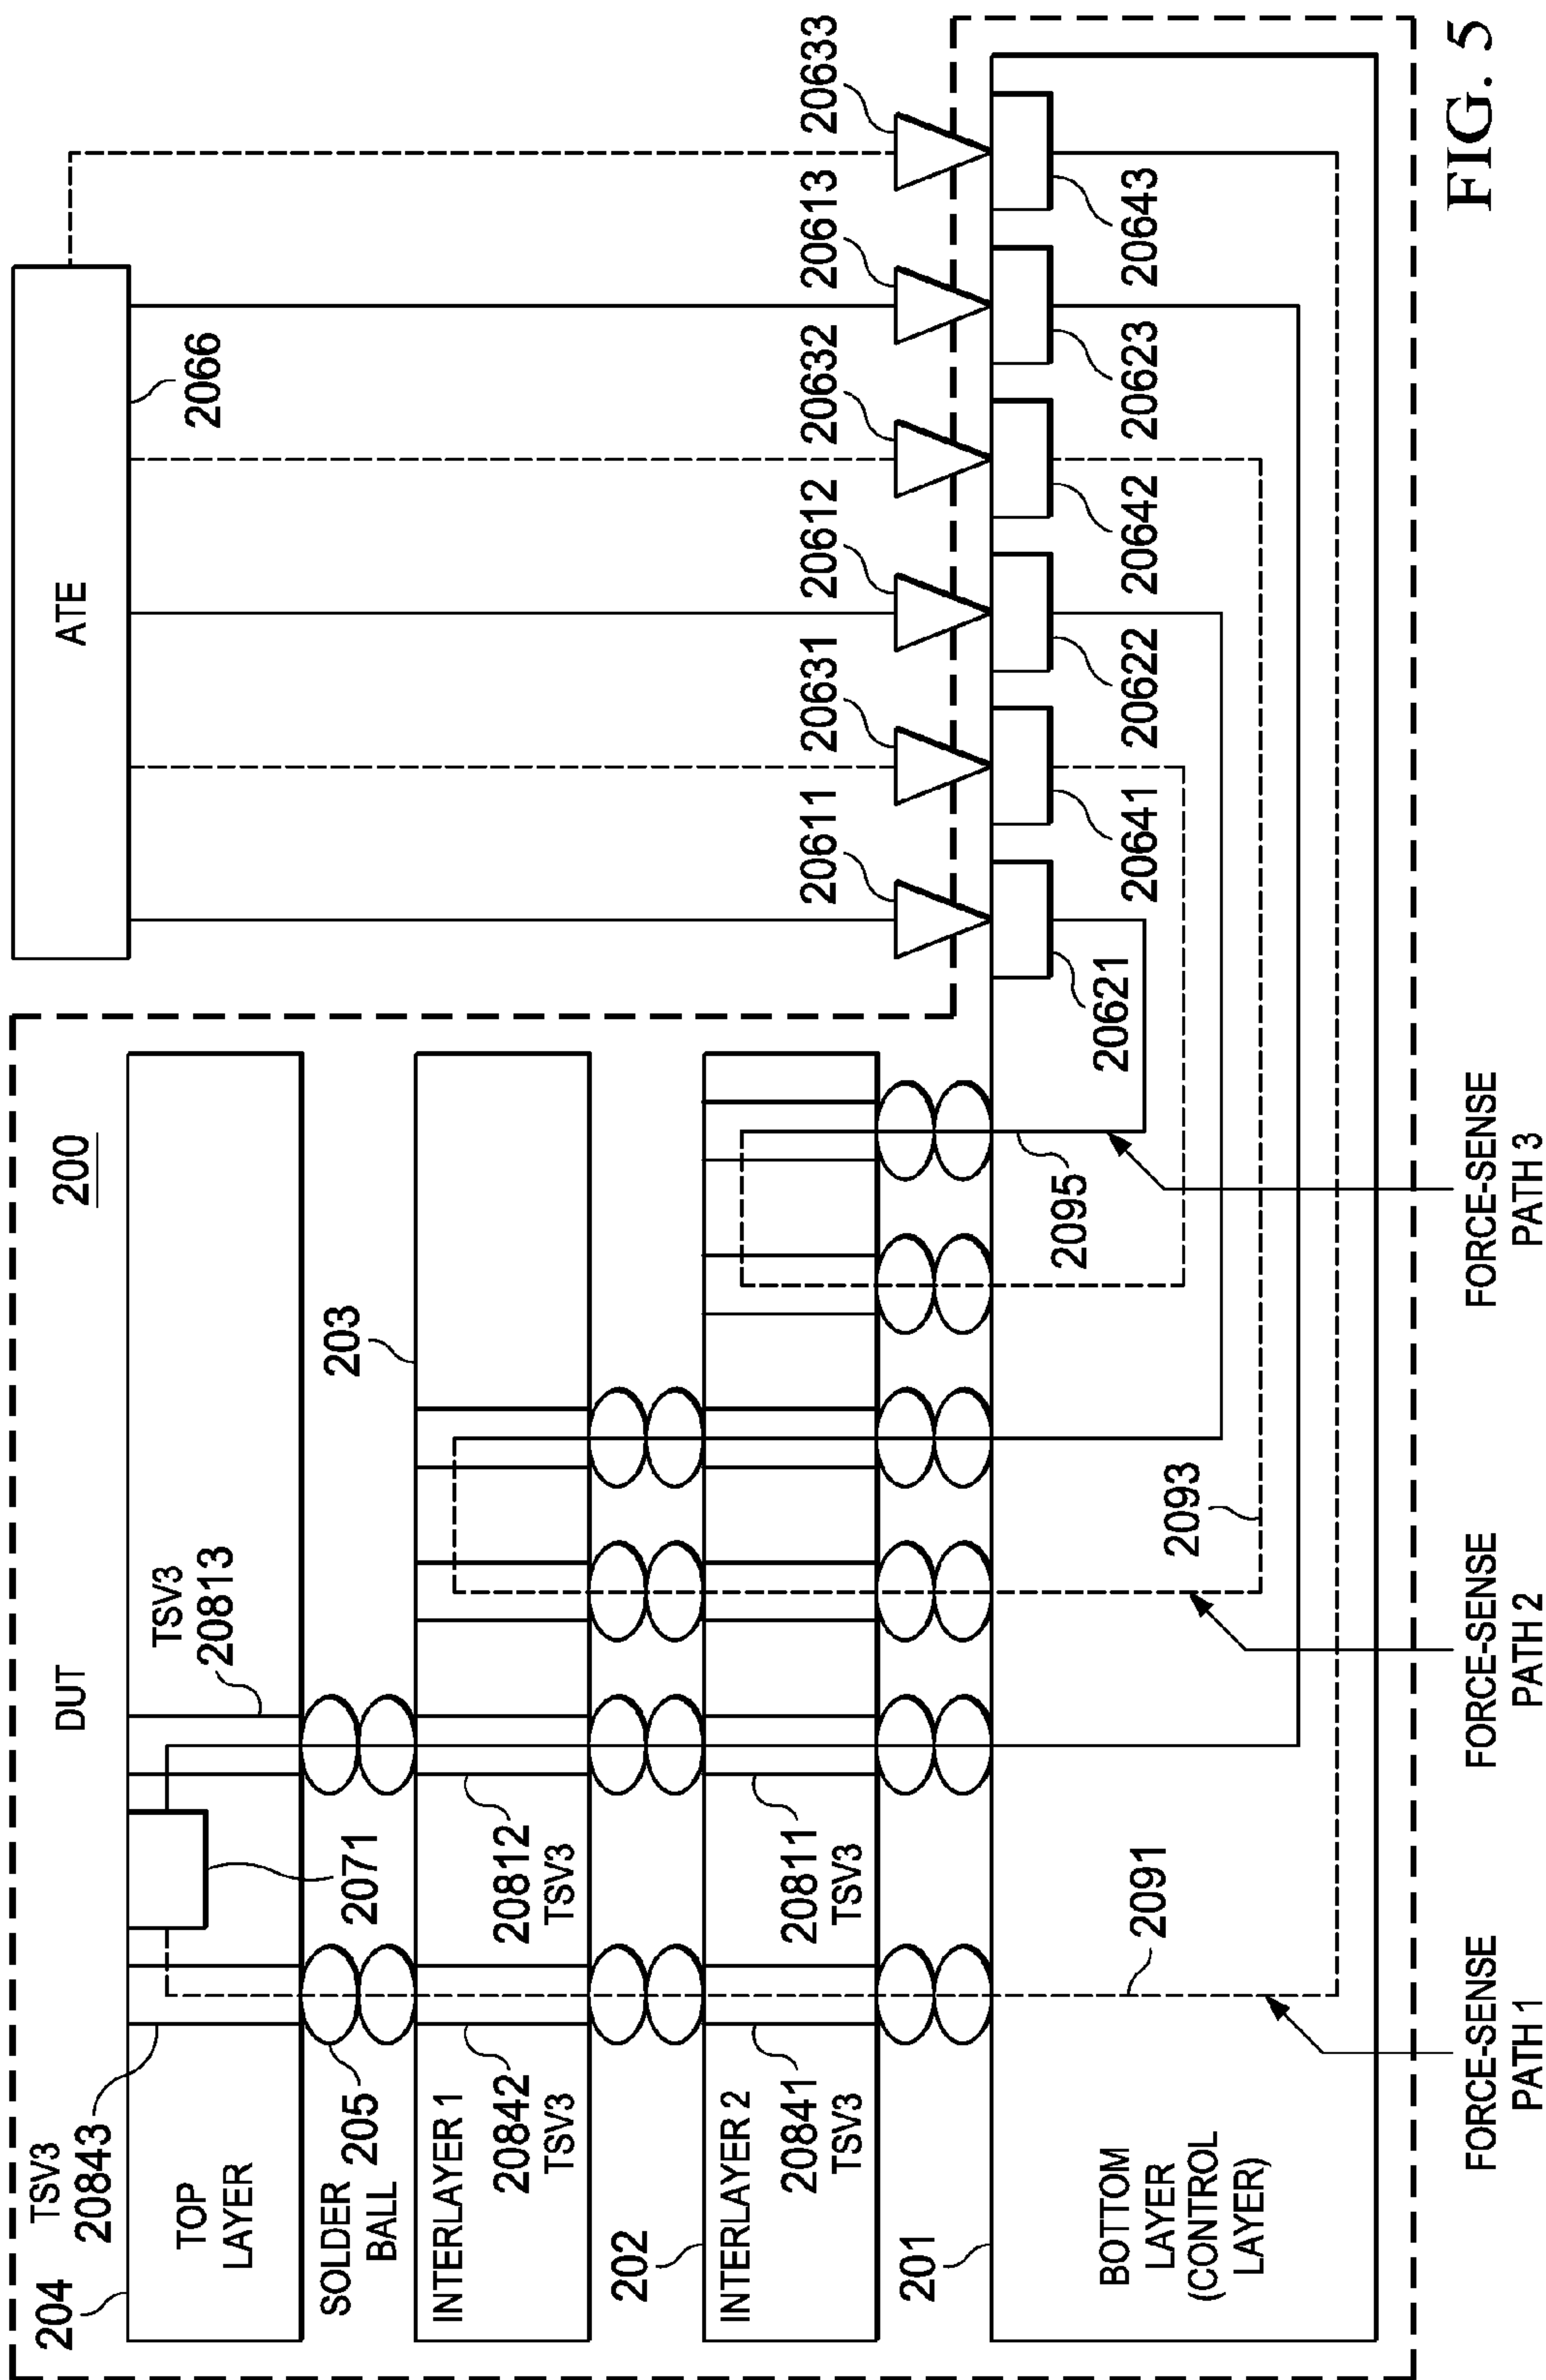 DUT
200
ATE
2066
TSV3
20843
204
TOP
LAYER
TSV3
20813
2071
SOLDER
BALL
205
203
INTERLAYER 1
20842
TSV3
20812
TSV3
202
INTERLAYER 2
20841
TSV3
20811
TSV3
20611
20631
20612
20632
20613
20633
201
BOTTOM
LAYER
(CONTROL
LAYER)
2091
2093
2095
20621
20641
20622
20642
20623
20643
FORCE-SENSE
PATH 1
FORCE-SENSE
PATH 2
FORCE-SENSE
PATH 3
FIG. 5